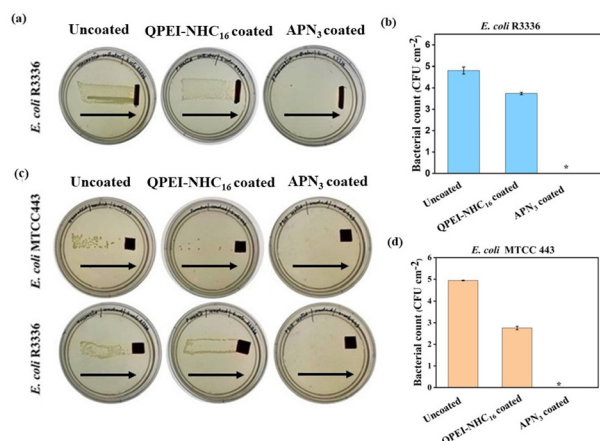 (a)
Uncoated QPEI-NHC₁₆ coated APN₃ coated
E. coli R3336
(b)
E. coli R3336
Bacterial count (CFU cm⁻²)
6
5
4
3
2
1
0
*
Uncoated
QPEI-NHC₁₆ coated
APN₃ coated
(c)
Uncoated QPEI-NHC₁₆ coated APN₃ coated
E. coli MTCC443
E. coli R3336
(d)
E. coli MTCC 443
Bacterial count (CFU cm⁻²)
6
5
4
3
2
1
0
*
Uncoated
QPEI-NHC₁₆ coated
APN₃ coated